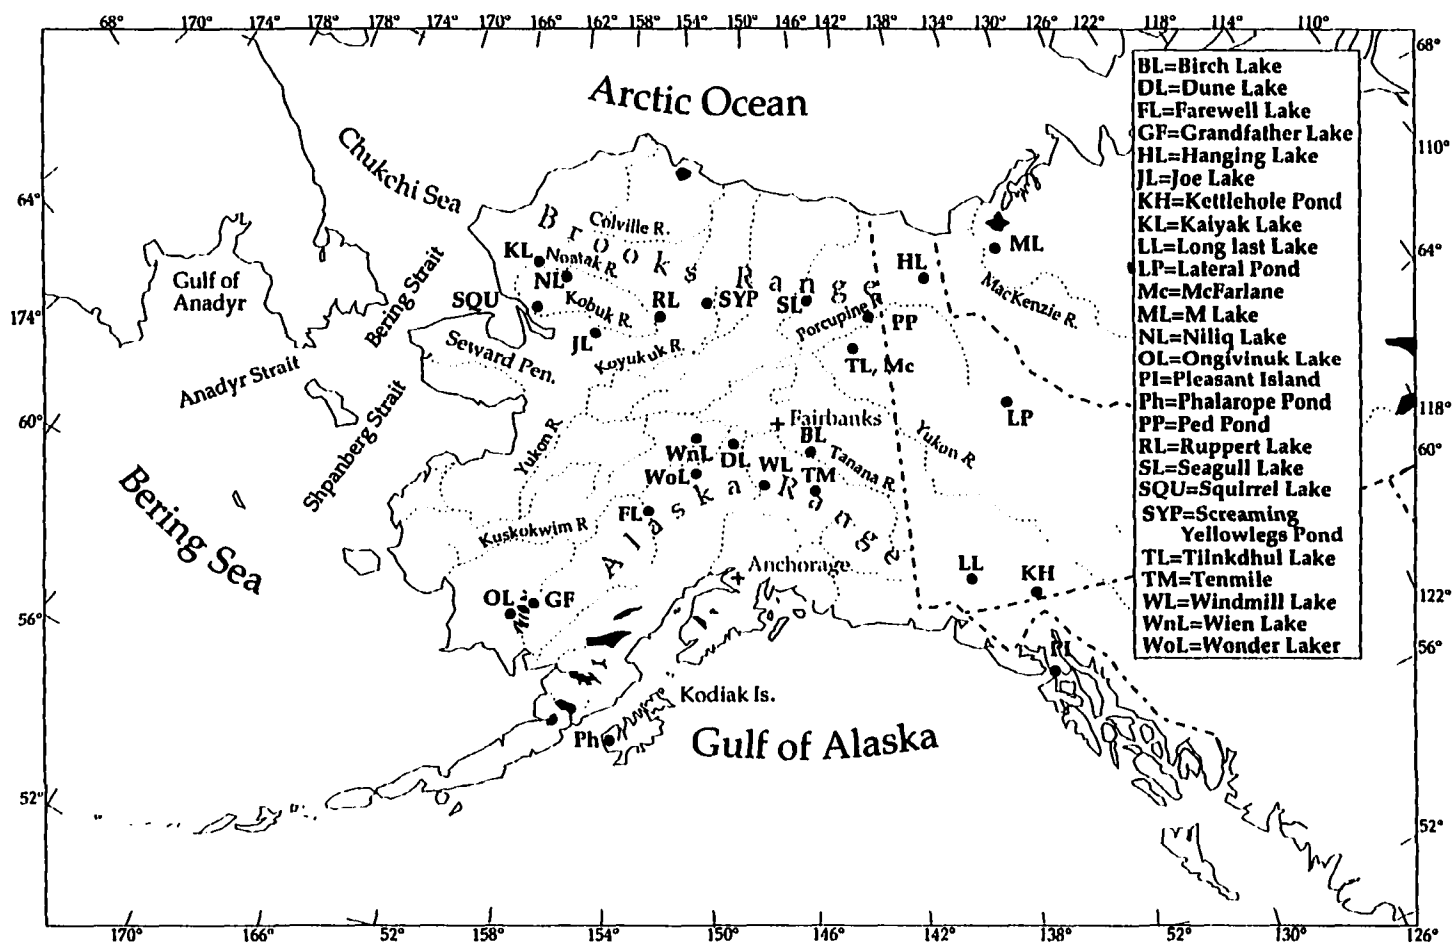 68° 170° 174° 178° 178° 174° 170° 166° 162° 158° 154° 150° 146° 142° 138° 134° 130° 126° 122° 118° 114° 110°
68°
Arctic Ocean
Chukchi Sea
110°
64°
64°
174°
118°
60°
60°
122°
56°
56°
52°
52°
Brooks Range
Colville R.
KL
Noatak R.
NL
SQU
Kobuk R.
JL
RL
SYP
SL
Koyukuk R.
Porcupine R.
HL
ML
MacKenzie R.
PP
TL, Mc
LP
Gulf of
Anadyr
Bering Strait
Anadyr Strait
Seward Pen.
Shpanberg Strait
Bering Sea
Yukon R.
Fairbanks
BL
WnL
DL
WL
WoL
TM
Tanana R.
Yukon R.
FL
Alaska Range
Kuskokwim R
Anchorage
LL
KH
OL
GF
PI
Kodiak Is.
Ph
Gulf of Alaska
BL=Birch Lake
DL=Dune Lake
FL=Farewell Lake
GF=Grandfather Lake
HL=Hanging Lake
JL=Joe Lake
KH=Kettlehole Pond
KL=Kaiyak Lake
LL=Long last Lake
LP=Lateral Pond
Mc=McFarlane
ML=M Lake
NL=Niliq Lake
OL=Ongivinuk Lake
PI=Pleasant Island
Ph=Phalarope Pond
PP=Ped Pond
RL=Ruppert Lake
SL=Seagull Lake
SQU=Squirrel Lake
SYP=Screaming
Yellowlegs Pond
TL=Tiinkdhul Lake
TM=Tenmile
WL=Windmill Lake
WnL=Wien Lake
WoL=Wonder Laker
170° 166° 52° 158° 154° 150° 146° 142° 138° 52° 130° 126°